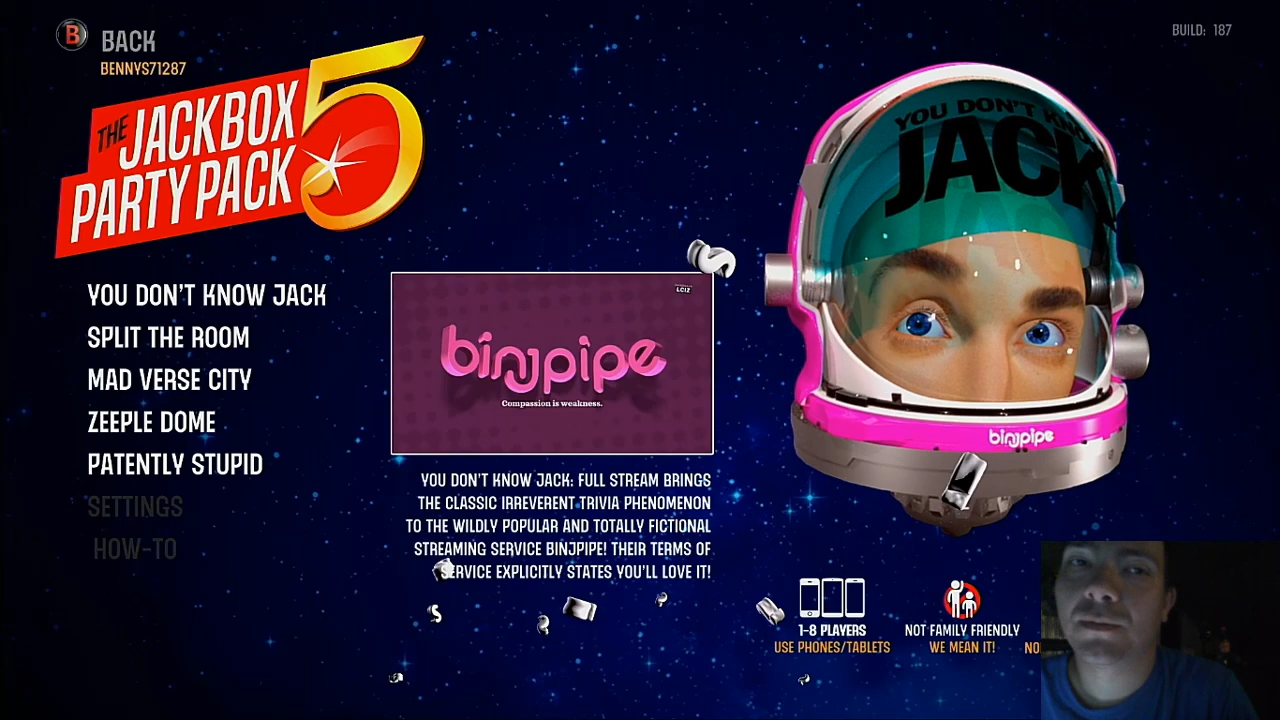 BACK
BENNYS71287
BUILD: 187
THE JACKBOX
PARTY PACK 5
YOU DON'T KNOW JACK
SPLIT THE ROOM
MAD VERSE CITY
ZEEPLE DOME
PATENTLY STUPID
SETTINGS
HOW-TO
binjpipe
Compassion is weakness.
YOU DON'T KNOW JACK: FULL STREAM BRINGS
THE CLASSIC IRREVERENT TRIVIA PHENOMENON
TO THE WILDLY POPULAR AND TOTALLY FICTIONAL
STREAMING SERVICE BINJPIPE! THEIR TERMS OF
SERVICE EXPLICITLY STATES YOU'LL LOVE IT!
YOU DON'T KNOW
JACK
binjpipe
1-8 PLAYERS
USE PHONES/TABLETS
NOT FAMILY FRIENDLY
WE MEAN IT!
B